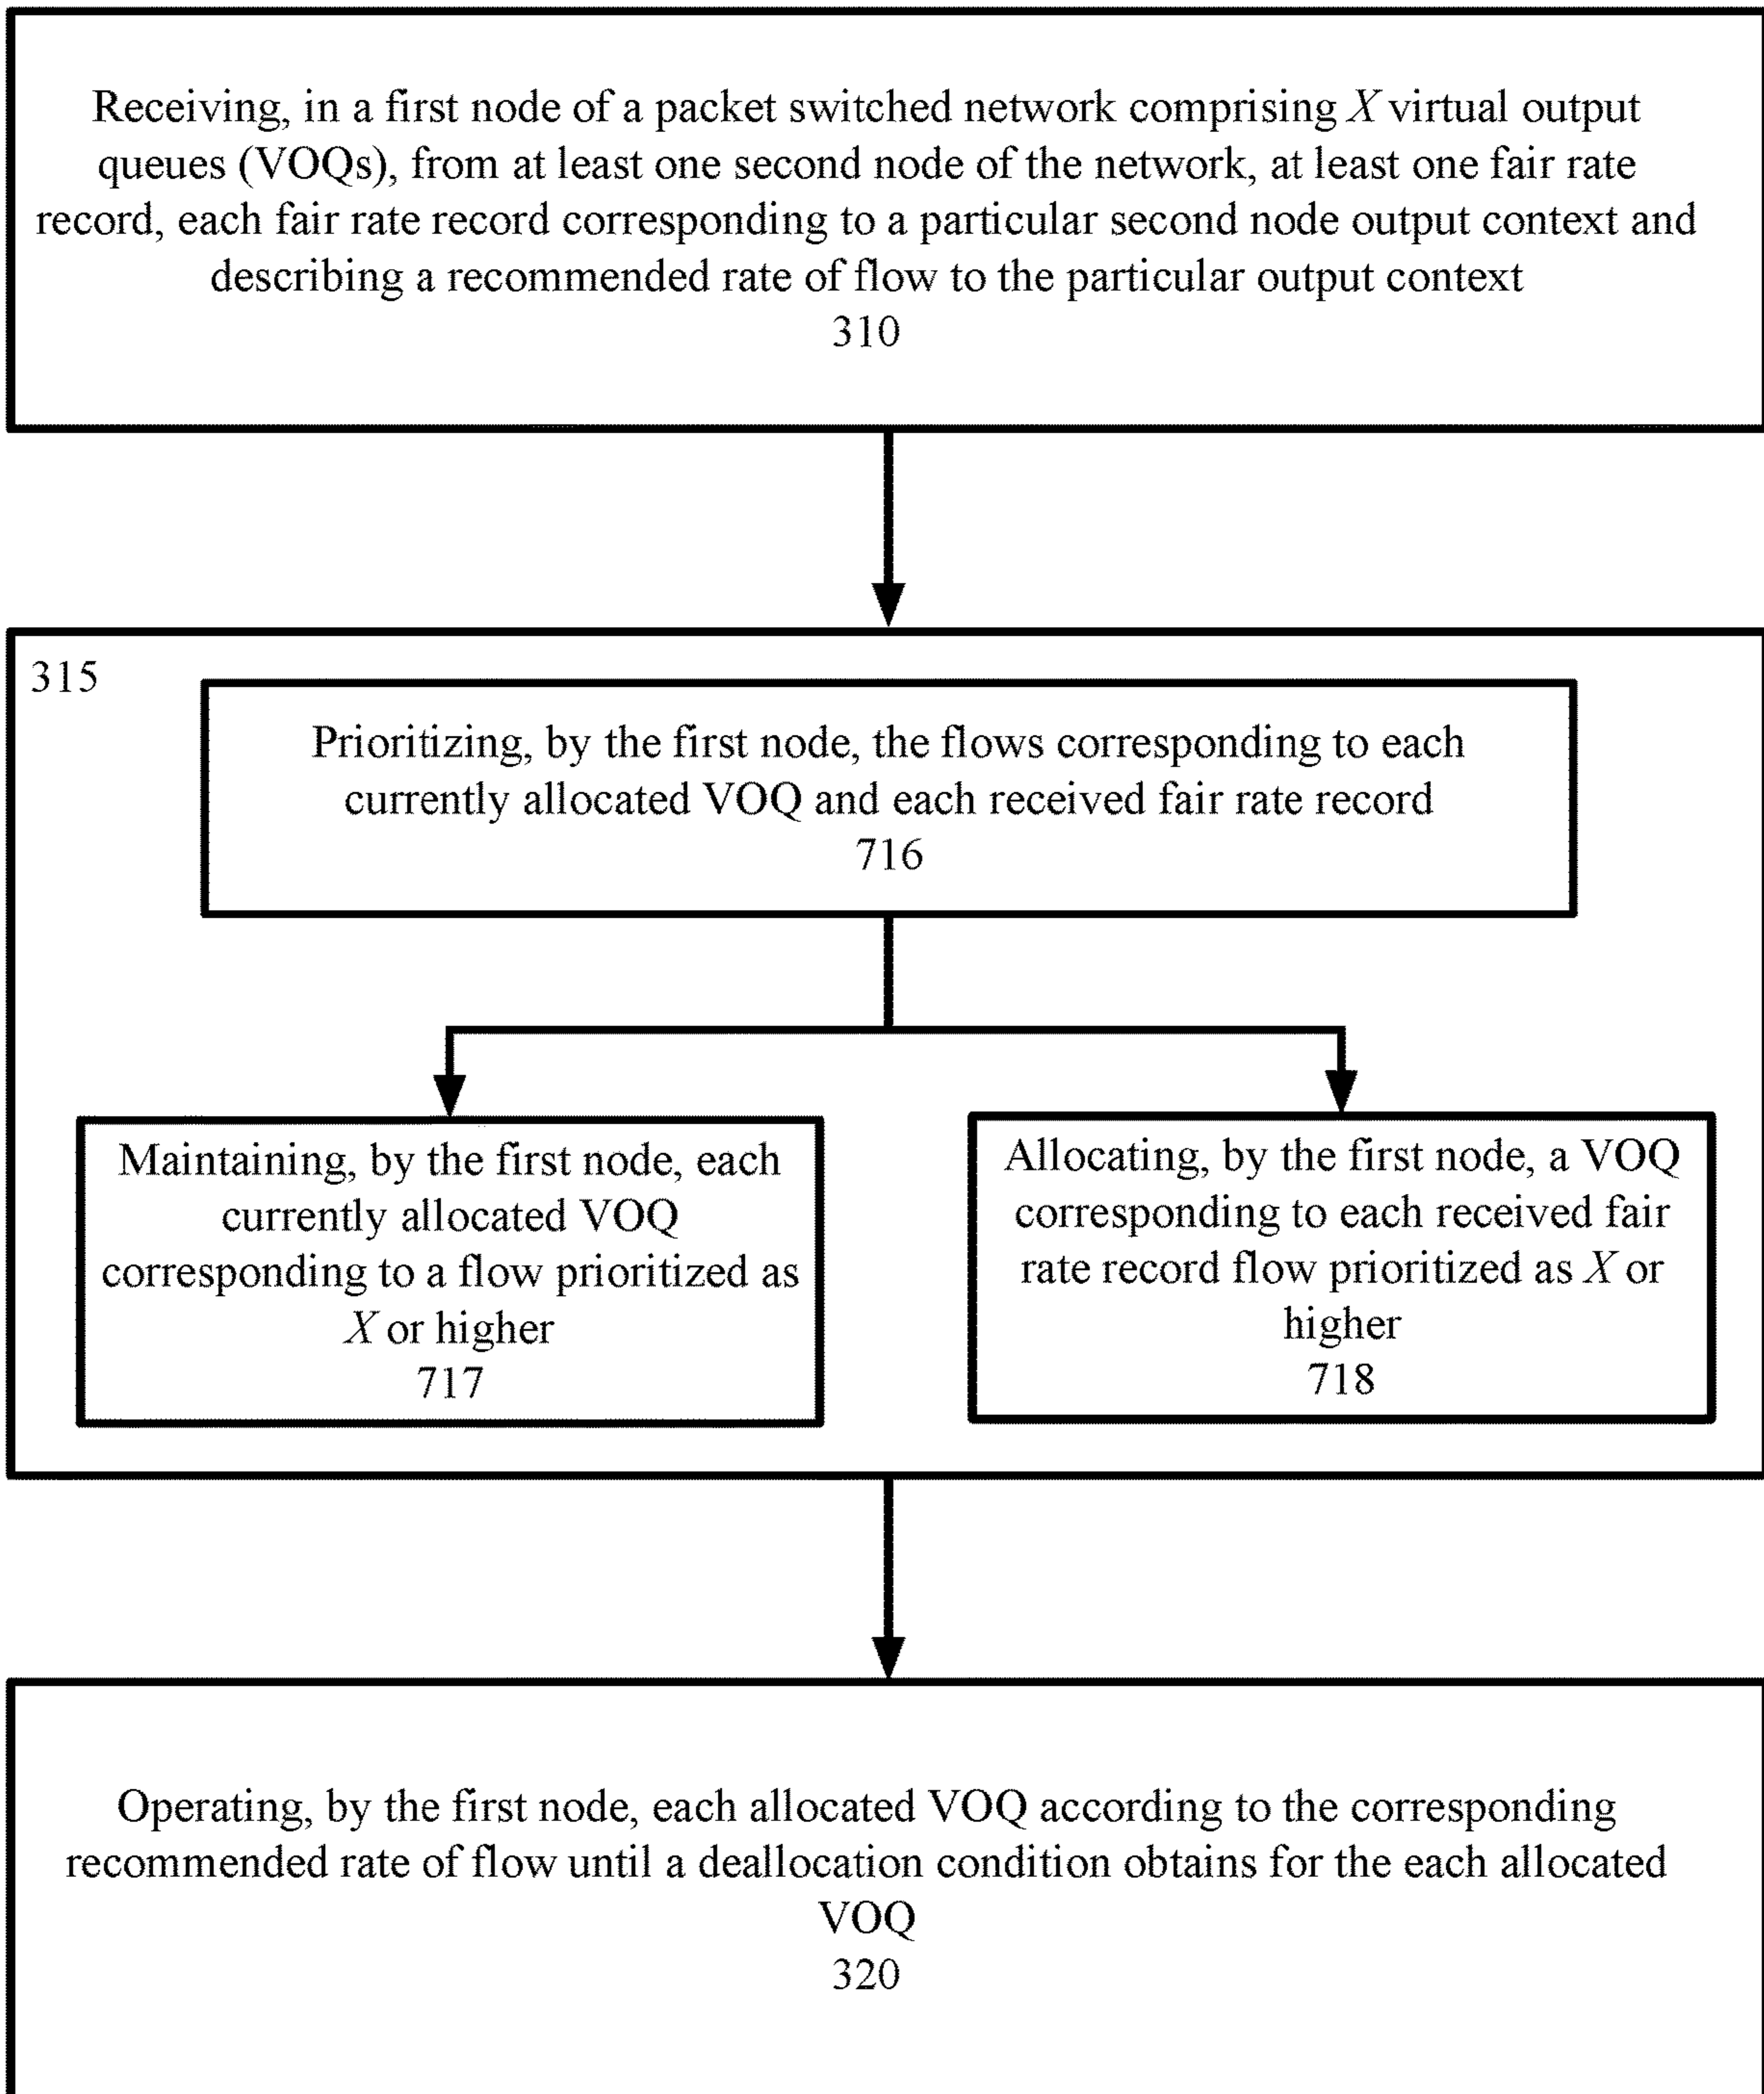 Receiving, in a first node of a packet switched network comprising X virtual output
queues (VOQs), from at least one second node of the network, at least one fair rate
record, each fair rate record corresponding to a particular second node output context and
describing a recommended rate of flow to the particular output context
310
315
Prioritizing, by the first node, the flows corresponding to each
currently allocated VOQ and each received fair rate record
716
Maintaining, by the first node, each
currently allocated VOQ
corresponding to a flow prioritized as
X or higher
717
Allocating, by the first node, a VOQ
corresponding to each received fair
rate record flow prioritized as X or
higher
718
Operating, by the first node, each allocated VOQ according to the corresponding
recommended rate of flow until a deallocation condition obtains for the each allocated
VOQ
320